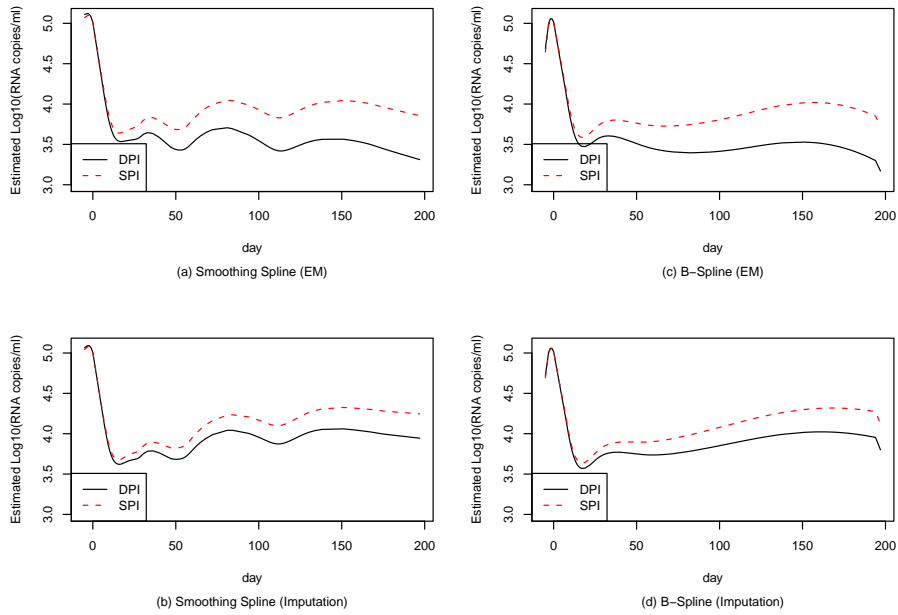 Estimated Log10(RNA copies/ml)
5.0
4.5
4.0
3.5
3.0
DPI
SPI
0 50 100 150 200
day
(a) Smoothing Spline (EM)
Estimated Log10(RNA copies/ml)
5.0
4.5
4.0
3.5
3.0
DPI
SPI
0 50 100 150 200
day
(c) B−Spline (EM)
Estimated Log10(RNA copies/ml)
5.0
4.5
4.0
3.5
3.0
DPI
SPI
0 50 100 150 200
day
(b) Smoothing Spline (Imputation)
Estimated Log10(RNA copies/ml)
5.0
4.5
4.0
3.5
3.0
DPI
SPI
0 50 100 150 200
day
(d) B−Spline (Imputation)